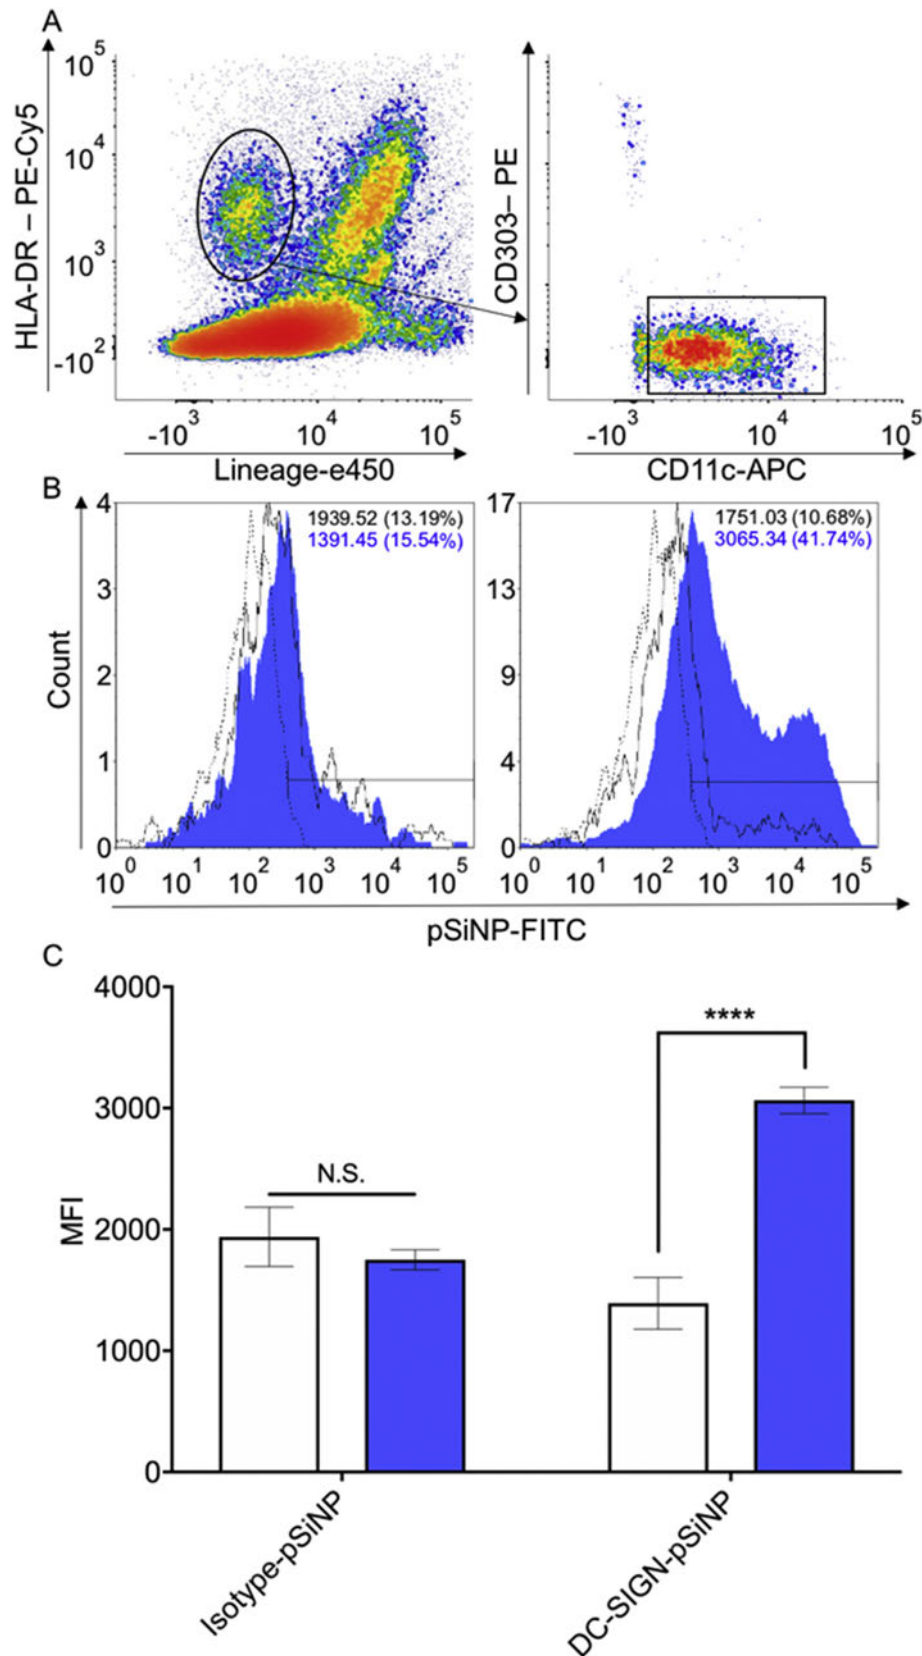 A
HLA-DR – PE-Cy5
10^5
10^4
10^3
-10^2
-10^3 10^4 10^5
Lineage-e450
CD303– PE
-10^3 10^4 10^5
CD11c-APC
B
Count
4
3
2
1
0
1939.52 (13.19%)
1391.45 (15.54%)
10^0 10^1 10^2 10^3 10^4 10^5
17
13
9
4
0
1751.03 (10.68%)
3065.34 (41.74%)
10^0 10^1 10^2 10^3 10^4 10^5
pSiNP-FITC
C
MFI
4000
3000
2000
1000
0
N.S.
****
Isotype-pSiNP
DC-SIGN-pSiNP